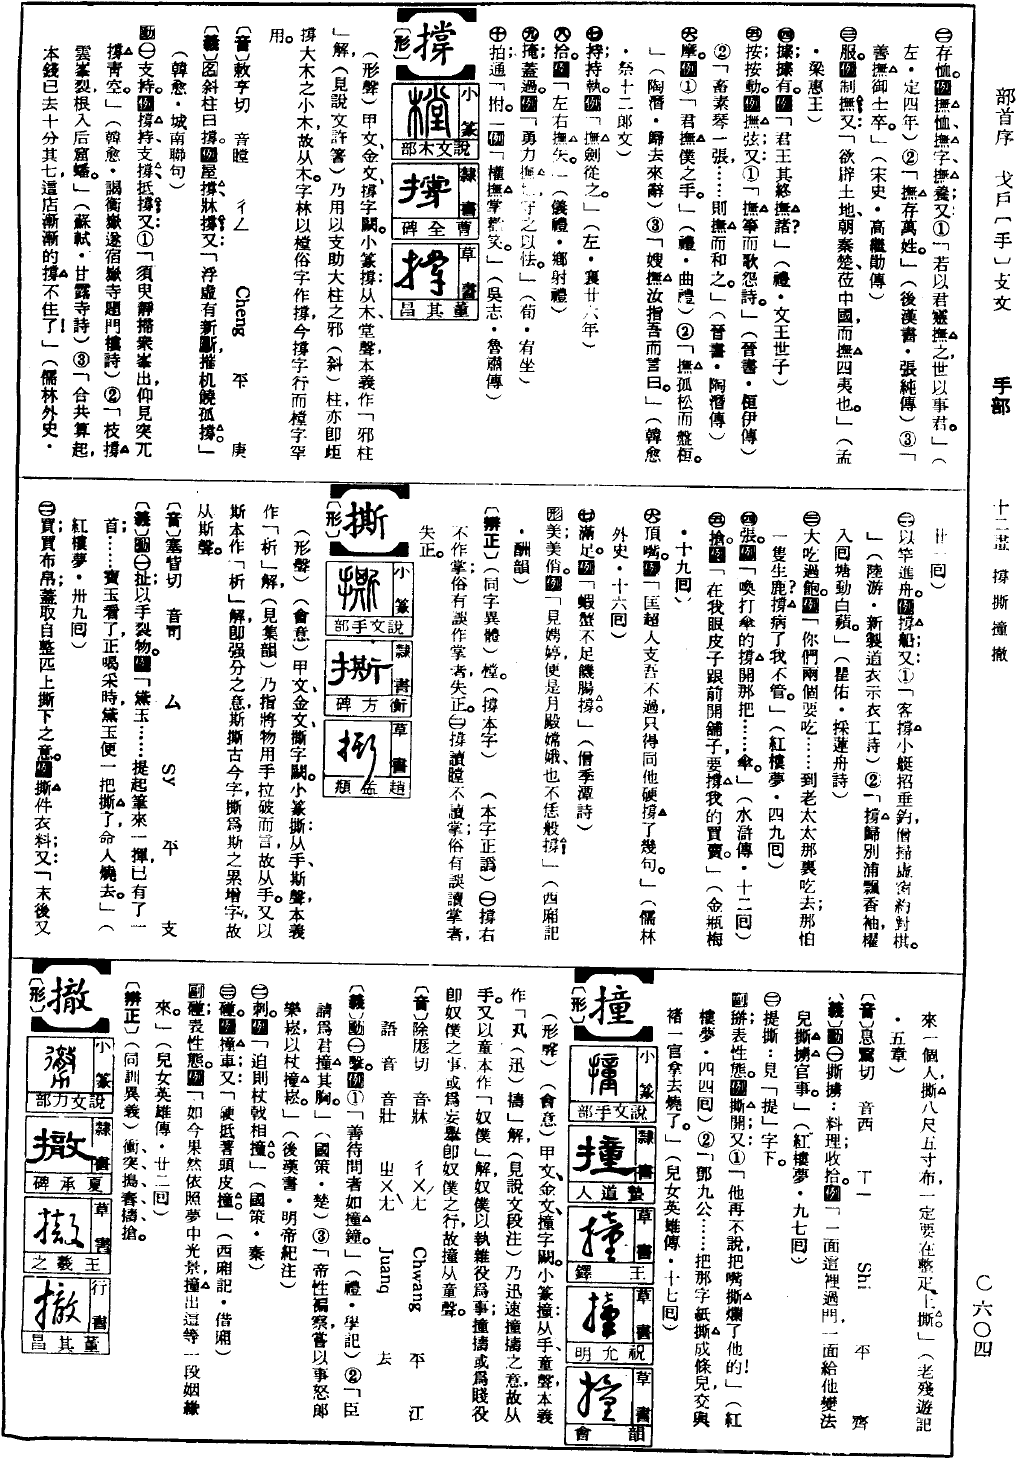 部首序 戈戶〔手〕支文 手部 十二畫 撐撕撞撤 〇六〇四
㊁存恤。例撫恤、撫字、撫養；又①「若以君靈撫之世以事君」（
左・定四年）②「撫存萬姓。」（後漢書・張純傳）③「
善撫御士卒。」（宋史・高繼勛傳）
㊂服。例制撫；又「欲辟土地、朝秦楚、莅中國而撫四夷也。」（孟
・梁惠王）
㊃據；據有。例「君王其終撫諸？」（禮・文王世子）
㊄按；按動。例撫弦；又①「撫箏而歌怨詩。」（晉書・桓伊傳）
②「畜素琴一張……則撫而和之。」（晉書・陶潛傳）
㊅摩。例①「君撫僕之手。」（禮・曲禮）②「撫孤松而盤桓。
」（陶潛・歸去來辭）③「嫂撫汝指吾而言曰。」（韓愈
・祭十二郎文）
㊆持；持執。例「撫劍從之。」（左・襄廿六年）
㊇拾。例「左右撫矢。」（儀禮・鄉射禮）
㊈掩；蓋過。例「勇力撫世，守之以怯。」（荀・宥坐）
㊉拍；通「拊」。例「權撫掌歡笑。」（吳志・魯肅傳）
撐
〔形〕
小篆 說文木部
隸書 曹全碑
草書 董其昌
（形聲）甲文、金文、撐字闕。小篆撐：从木、堂聲，本義作「邪柱
」解，（見說文許箸）乃用以支助大柱之邪（斜）柱，亦即歫
撐大木之小木，故从木。字林以樘俗字作撐，今撐字行而樘字罕
用。
〔音〕敕亨切 音瞠 ㄔㄥ Cheng 平 庚
〔義〕名斜柱曰撐。例屋撐、牀撐；又「浮虛有新劚，摧扤饒孤撐。」
（韓愈・城南聯句）
動㊀支持。例撐持、支撐、抵撐；又①「須臾靜掃衆峯出，仰見突兀
撐青空。」（韓愈・謁衡嶽遂宿嶽寺題門樓詩）②「枝撐
雲峯裂，根入后窟蟠。」（蘇軾・甘露寺詩）③「合共算起，
本錢已去十分其七，這店漸漸的撐不住了！」（儒林外史・
廿一回）
㊁以竿進舟。例撐船；又①「客撐小艇招垂釣，僧掃虛窗約對棋。
」（陸游・新製道衣示衣工詩）②「撐歸別浦飄香袖，櫂
入回塘動白蘋。」（瞿佑・採蓮舟詩）
㊂大吃過飽。例「你們兩個要吃……到老太太那裏吃去；那怕
一隻生鹿撐病了我不管。」（紅樓夢・四九回）
㊃張。例「喚打傘的撐開那把……傘。」（水滸傳・十二回）
㊄搶。例「在我眼皮子跟前開舖子，要撐我的買賣。」（金瓶梅
・十九回）
㊅頂嘴。例「匡超人支吾不過，只得同他硬撐了幾句。」（儒林
外史・十六回）
㊆滿足。例「蝦蟹不足饑腸撐。」（僧季潭詩）
形美；美俗。例「見娉婷，便是月殿嫦娥，也不恁般撐。」（西廂記
・酬韻）
〔辨正〕（同字異體）樘。（撐本字）（本字正譌）㊀撐右
不作掌，俗有誤作掌者，失正。㊁撐讀瞠不讀掌，俗有誤讀掌者，
失正。
撕
〔形〕
小篆 說文手部
隸書 衡方碑
草書 趙孟頫
（形聲）（會意）甲文、金文撕字闕。小篆撕：从手、斯聲，本義
作「析」解，（見集韻）乃指將物用手拉破而言，故从手。又以
斯本作「析」解，卽强分之意，斯撕古今字，撕爲斯之累增字，故
从斯聲。
〔音〕塞呰切 音司 ㄙ Sy 平 支
〔義〕動㊀扯；以手裂物。例「黛玉……提起筆來一揮，已有了一
首……寶玉看了正喝采時，黛玉便一把撕了，命人燒去。」（
紅樓夢・卅九回）
㊁買；買布帛；蓋取自整匹上撕下之意。例撕件衣料；又：「末後又
來一個人撕八尺五寸布，一定要在整疋上撕。」（老殘遊記
・五章）
〔音〕息驚切 音西 ㄒㄧ Shi 平 齊
〔義〕動㊀撕擄：料理；收拾。例「一面這裡過門，一面給他變法
兒撕擄官事。」（紅樓夢・九七回）
㊁提撕：見「提」字下。
副掰表性態。例撕開；又①「他再不說，把嘴撕爛了他的！」（紅
樓夢・四四回）②「鄧九公……把那字紙撕成條兒，交與
褚一官拿去燒了。」（兒女英雄傳・十七回）
撞
〔形〕
小篆 說文手部
隸書 螫道人
草書 王鐸
草書 祝允明
草書 韻會
（形聲）（會意）甲文、金文、撞字闕。小篆撞：从手、童聲，本義
作「丮（迅）擣」解，（見說文段注）乃迅速撞擣之意，故从
手。又以童本作「奴僕」解，奴僕以執雜役爲事，撞擣或爲賤役
卽奴僕之事，或爲妄擊卽奴僕之行，故撞从童聲。
〔音〕除厖切 音牀 ㄔㄨㄤˊ Chwang 平 江
語音 音壯 ㄓㄨㄤˋ Juang 去
〔義〕動㊀擊。例①「善待問者如撞鐘。」（禮・學記）②「臣
請爲君撞其胸。」（國策・楚）③「帝性褊察，嘗以事怒郎
樂崧，以杖撞崧。」（後漢書・明帝紀注）
㊁刺。例「迫則杖戟相撞。」（國策・秦）
㊂碰。例撞車；又「硬抵著頭皮撞。」（西廂記・借廂）
副碰；表性態。例「如今果然依照夢中光景，撞出這等一段姻緣
來。」（兒女英雄傳・廿二回）
〔辨正〕（同訓異義）衝、突、搗、舂、擣、搶。
撤
〔形〕
小篆 說文力部
隸書 夏承碑
草書 王羲之
行書 董其昌